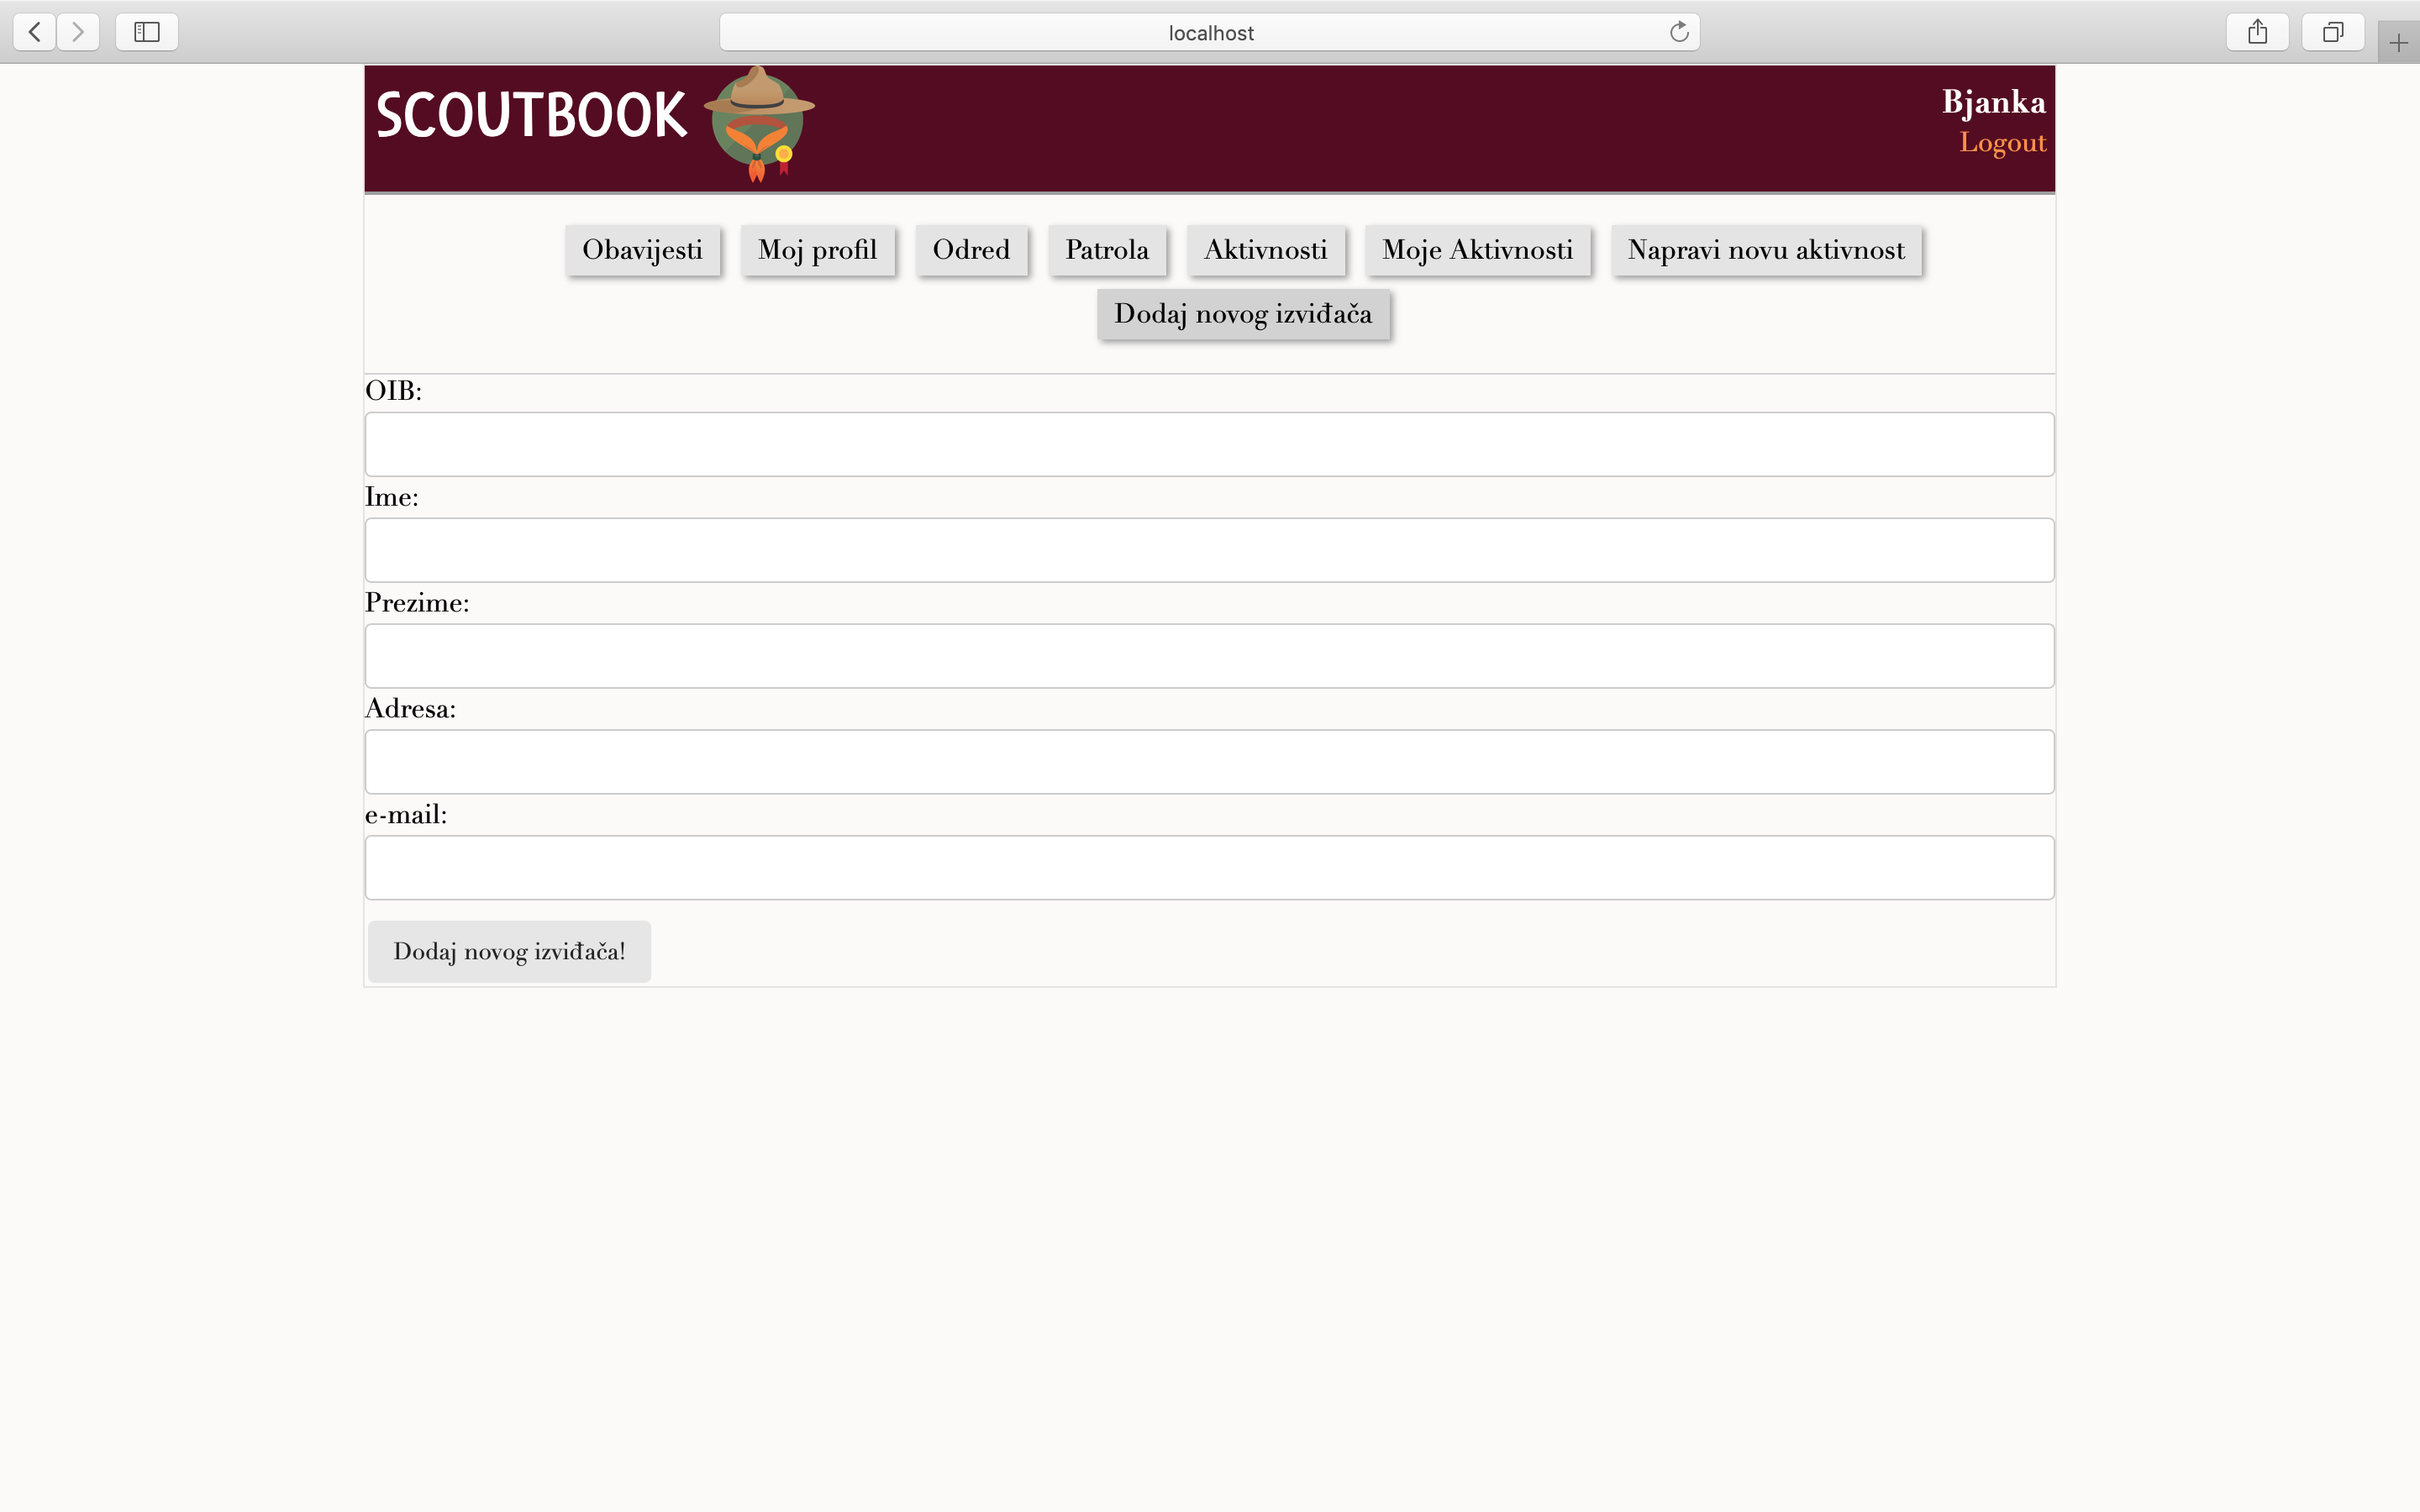 localhost
SCOUTBOOK
Bjanka
Logout
Obavijesti Moj profil Odred Patrola Aktivnosti Moje Aktivnosti Napravi novu aktivnost
Dodaj novog izviđača
OIB:
Ime:
Prezime:
Adresa:
e-mail:
Dodaj novog izviđača!